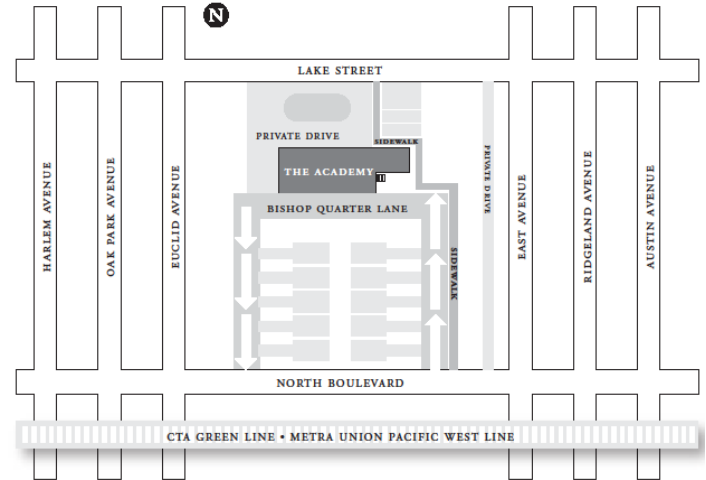 N
LAKE STREET
PRIVATE DRIVE
SIDEWALK
THE ACADEMY
BISHOP QUARTER LANE
HARLEM AVENUE
OAK PARK AVENUE
EUCLID AVENUE
SIDEWALK
PRIVATE DRIVE
EAST AVENUE
RIDGELAND AVENUE
AUSTIN AVENUE
NORTH BOULEVARD
CTA GREEN LINE • METRA UNION PACIFIC WEST LINE